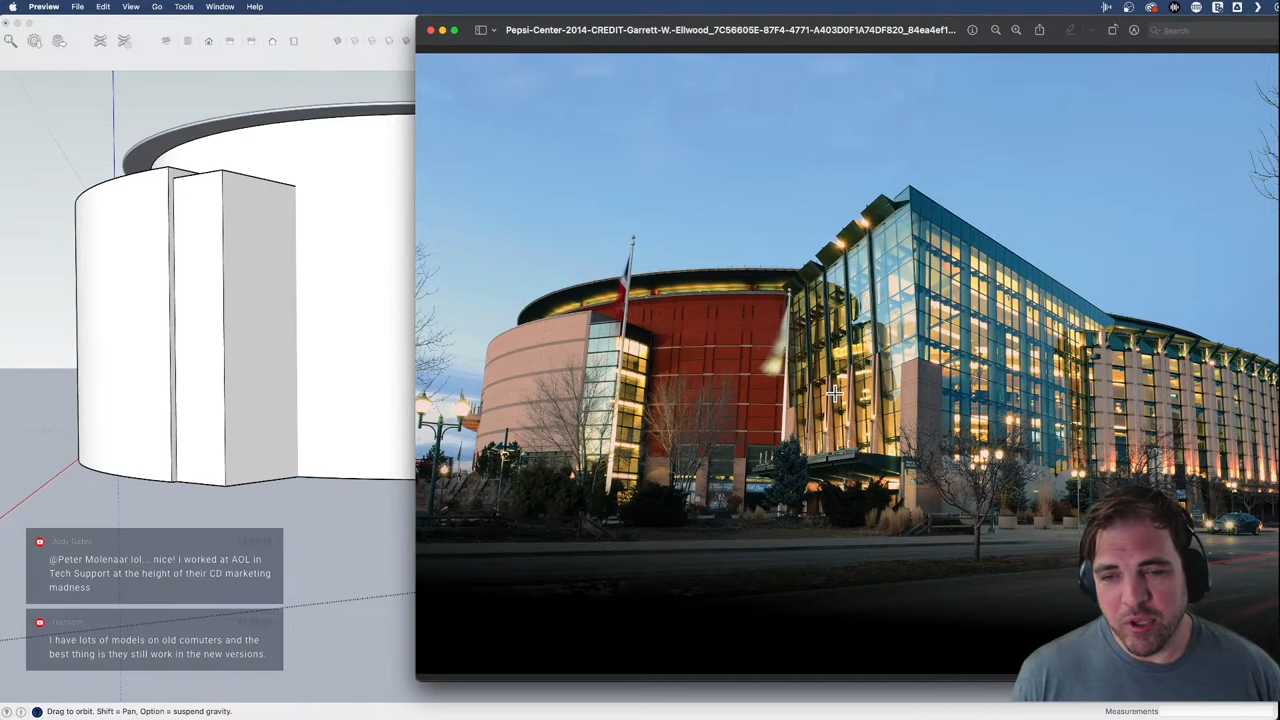 Preview File Edit View Go Tools Window Help
Pepsi-Center-2014-CREDIT-Garrett-W.-Ellwood_7C56605E-87F4-4771-A403D0F1A74DF820_84ea4ef1...
Search
Jody Gates
@Peter Molenaar lol... nice! i worked at AOL in
Tech Support at the height of their CD marketing
madness
I have lots of models on old comuters and the
best thing is they still work in the new versions.
Drag to orbit. Shift = Pan, Option = suspend gravity.
Measurements